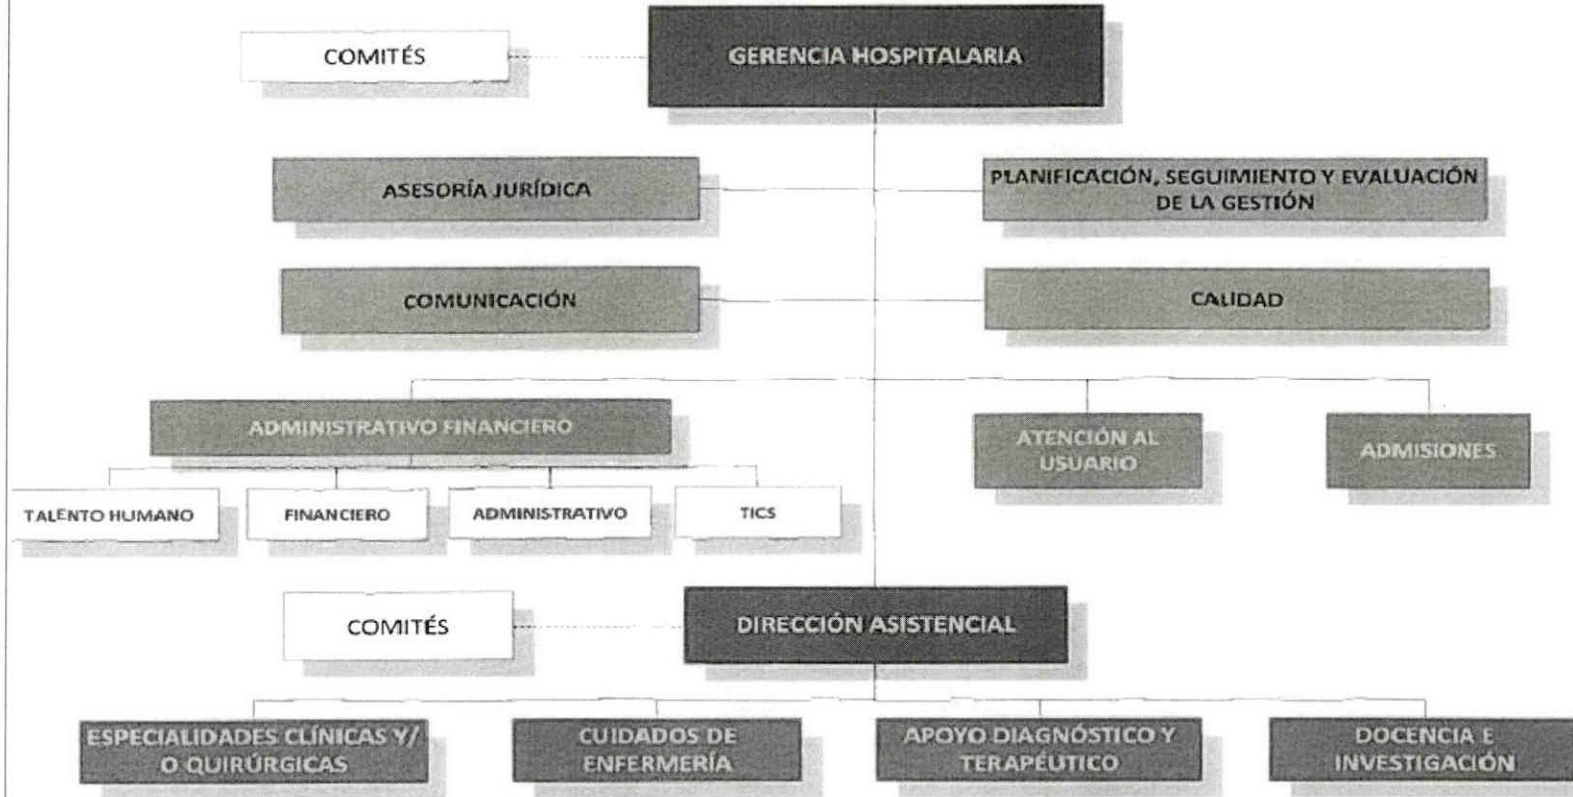 COMITÉS
GERENCIA HOSPITALARIA
ASESORÍA JURÍDICA
PLANIFICACIÓN, SEGUIMIENTO Y EVALUACIÓN
DE LA GESTIÓN
COMUNICACIÓN
CALIDAD
ADMINISTRATIVO FINANCIERO
ATENCIÓN AL
USUARIO
ADMISIONES
TALENTO HUMANO
FINANCIERO
ADMINISTRATIVO
TICS
COMITÉS
DIRECCIÓN ASISTENCIAL
ESPECIALIDADES CLÍNICAS Y/
O QUIRÚRGICAS
CUIDADOS DE
ENFERMERÍA
APOYO DIAGNÓSTICO Y
TERAPÉUTICO
DOCENCIA E
INVESTIGACIÓN